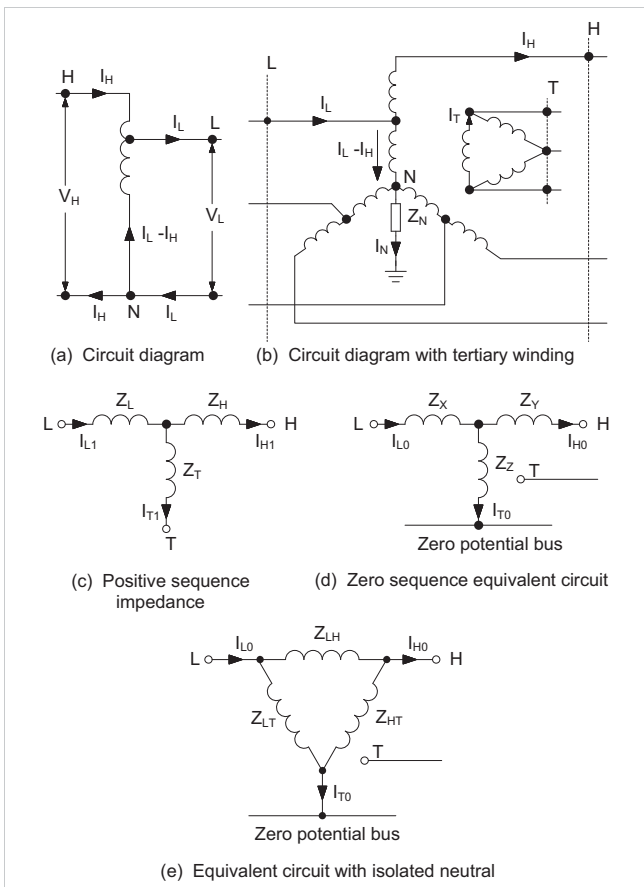 H
I_H
I_L
L
V_H
V_L
I_L -I_H
I_H
N
I_L
(a) Circuit diagram
L
I_H
H
I_L
I_L -I_H
I_T
T
N
Z_N
I_N
(b) Circuit diagram with tertiary winding
L
Z_L
Z_H
H
I_L1
I_H1
Z_T
I_T1
T
(c) Positive sequence
impedance
L
Z_X
Z_Y
H
I_L0
I_H0
Z_Z
T
I_T0
Zero potential bus
(d) Zero sequence equivalent circuit
L
I_L0
Z_LH
I_H0
H
Z_LT
Z_HT
T
I_T0
Zero potential bus
(e) Equivalent circuit with isolated neutral